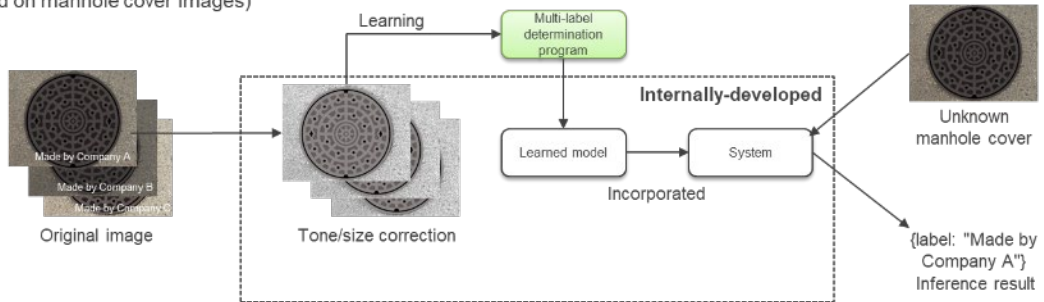 d on manhole cover images)
Learning
Multi-label
determination
program
Internally-developed
Made by Company A
Made by Company B
Made by Company C
Original image
Tone/size correction
Learned model
System
Incorporated
Unknown
manhole cover
{label: "Made by
Company A"}
Inference result